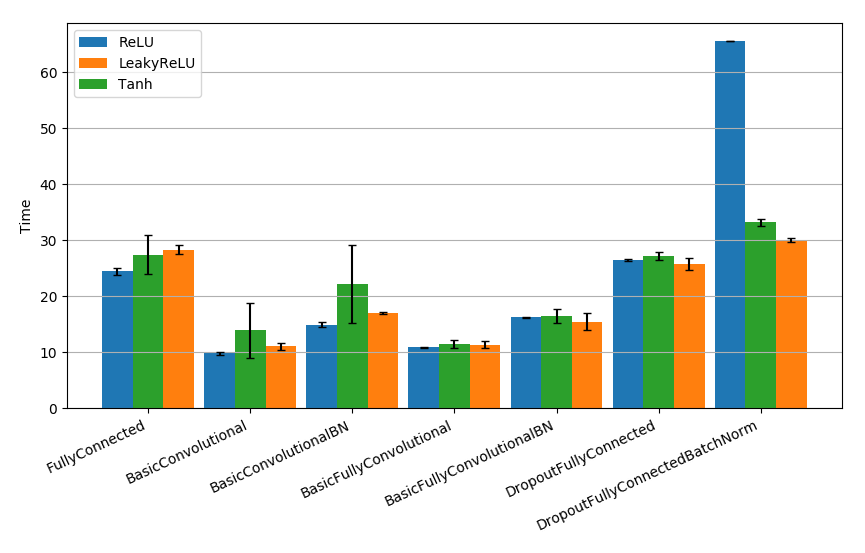 ReLU
LeakyReLU
Tanh
Time
60
50
40
30
20
10
0
FullyConnected
BasicConvolutional
BasicConvolutionalBN
BasicFullyConvolutional
BasicFullyConvolutionalBN
DropoutFullyConnected
DropoutFullyConnectedBatchNorm